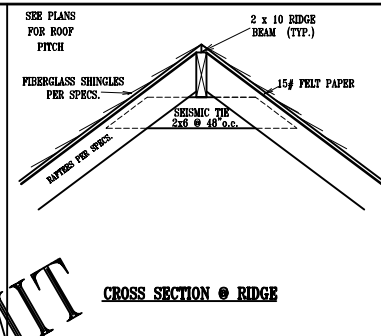 SEE PLANS
FOR ROOF
PITCH
2 x 10 RIDGE
BEAM (TYP.)
FIBERGLASS SHINGLES
PER SPECS.
15# FELT PAPER
SEISMIC TIE
2x6 @ 48"o.c.
RAFTERS PER SPECS.
CROSS SECTION @ RIDGE